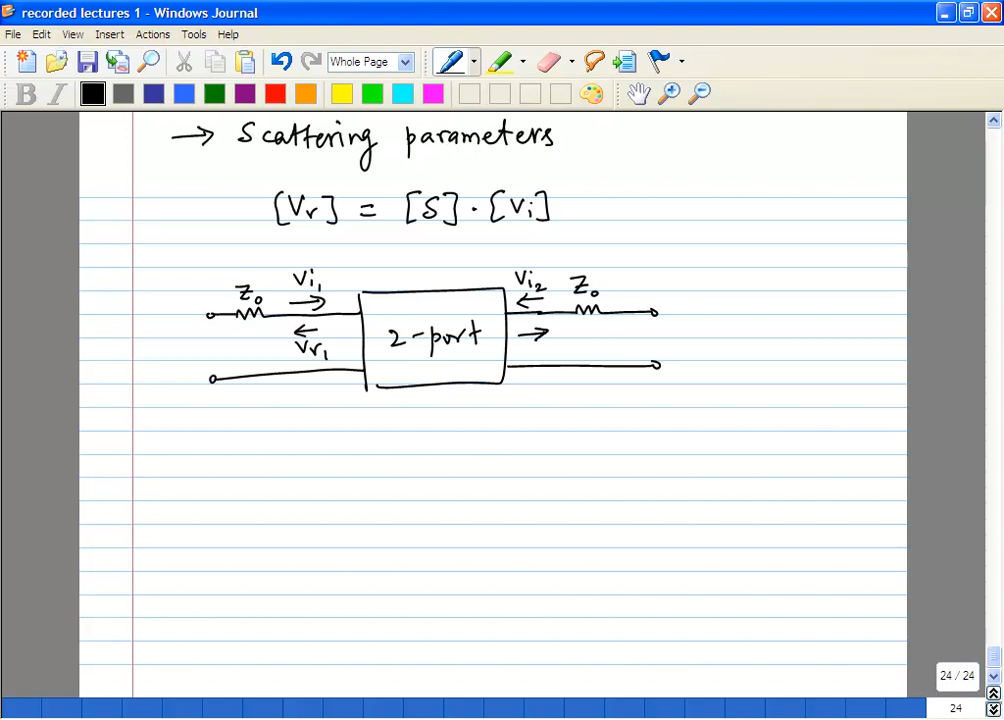 recorded lectures 1 - Windows Journal
File Edit View Insert Actions Tools Help
Whole Page
B I
→ Scattering parameters
[Vr] = [S] · [Vi]
Z₀ Vi₁ Vi₂ Z₀
2-port
Vr₁
24 / 24
24